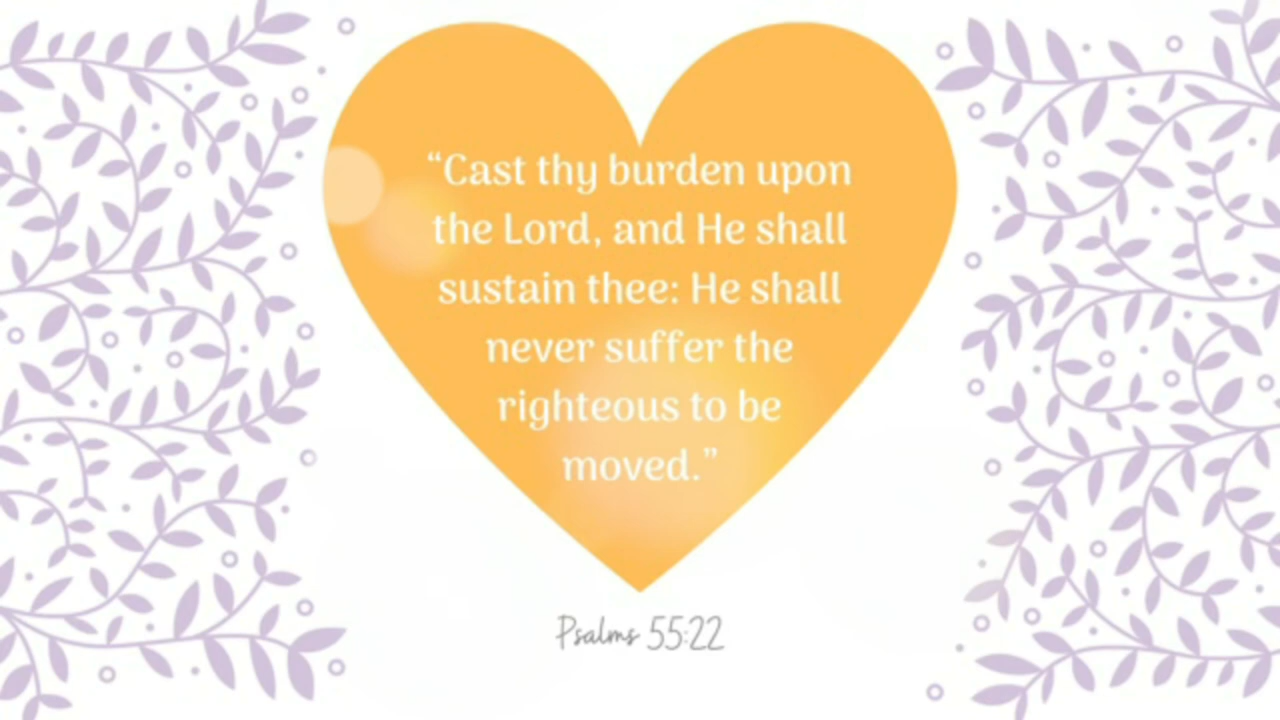 “Cast thy burden upon
the Lord, and He shall
sustain thee: He shall
never suffer the
righteous to be
moved.”
Psalms 55:22